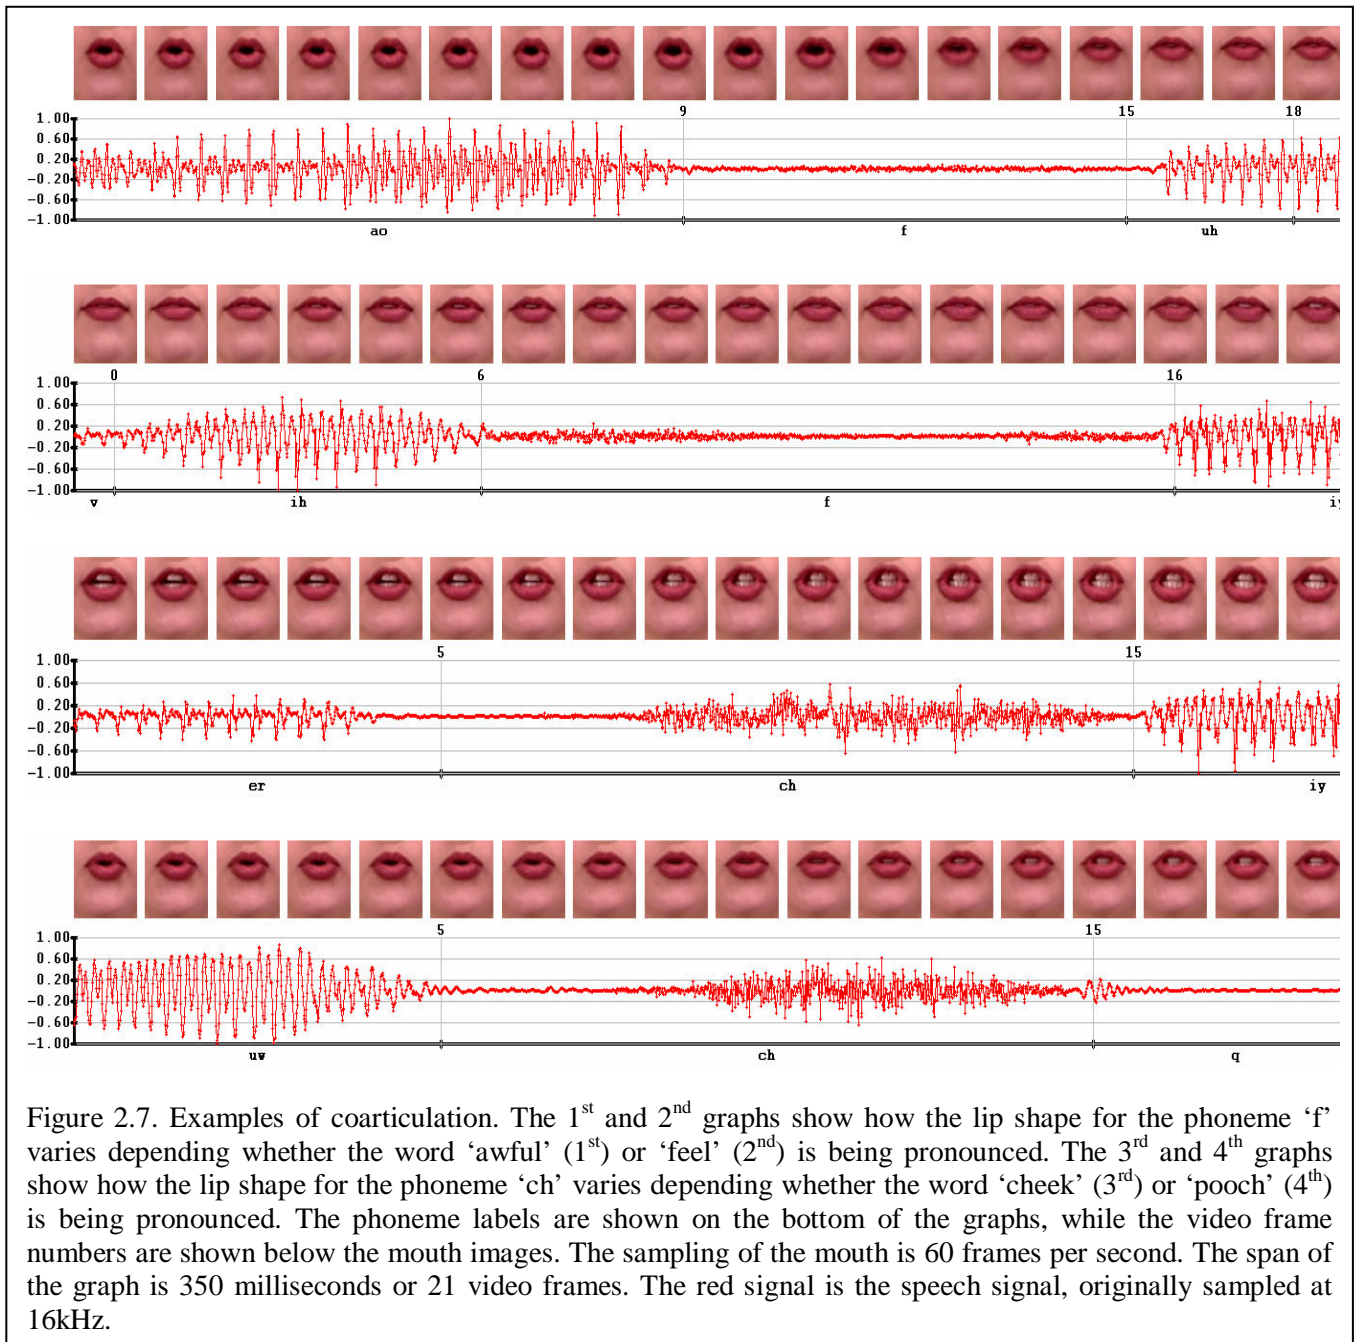 9 15 18
1.00
0.60
0.20
-0.20
-0.60
-1.00
ao f uh
0 6 16
1.00
0.60
0.20
-0.20
-0.60
-1.00
v ih f iy
5 15
1.00
0.60
0.20
-0.20
-0.60
-1.00
er ch iy
5 15
1.00
0.60
0.20
-0.20
-0.60
-1.00
uw ch q
Figure 2.7. Examples of coarticulation. The 1st and 2nd graphs show how the lip shape for the phoneme ‘f’
varies depending whether the word ‘awful’ (1st) or ‘feel’ (2nd) is being pronounced. The 3rd and 4th graphs
show how the lip shape for the phoneme ‘ch’ varies depending whether the word ‘cheek’ (3rd) or ‘pooch’ (4th)
is being pronounced. The phoneme labels are shown on the bottom of the graphs, while the video frame
numbers are shown below the mouth images. The sampling of the mouth is 60 frames per second. The span of
the graph is 350 milliseconds or 21 video frames. The red signal is the speech signal, originally sampled at
16kHz.